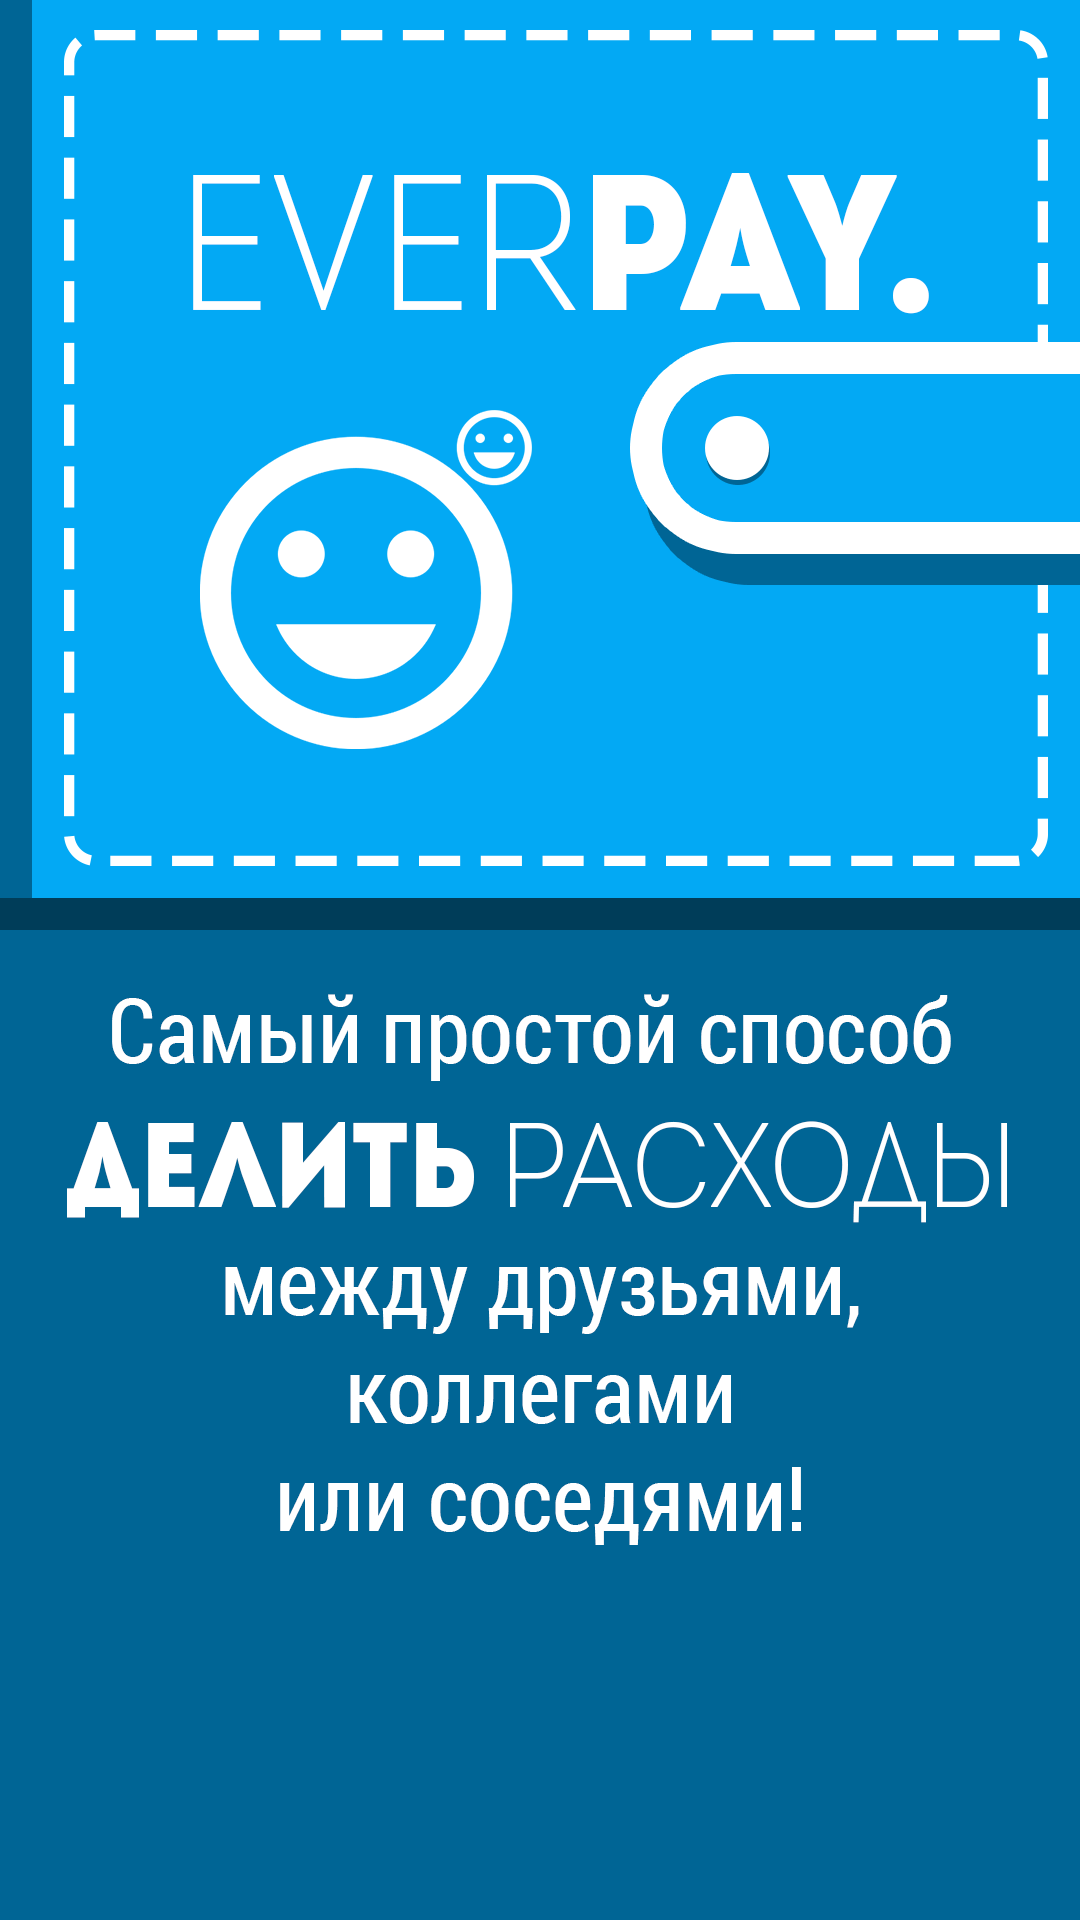 EVERPAY.
Самый простой способ
ДЕЛИТЬ РАСХОДЫ
между друзьями,
коллегами
или соседями!